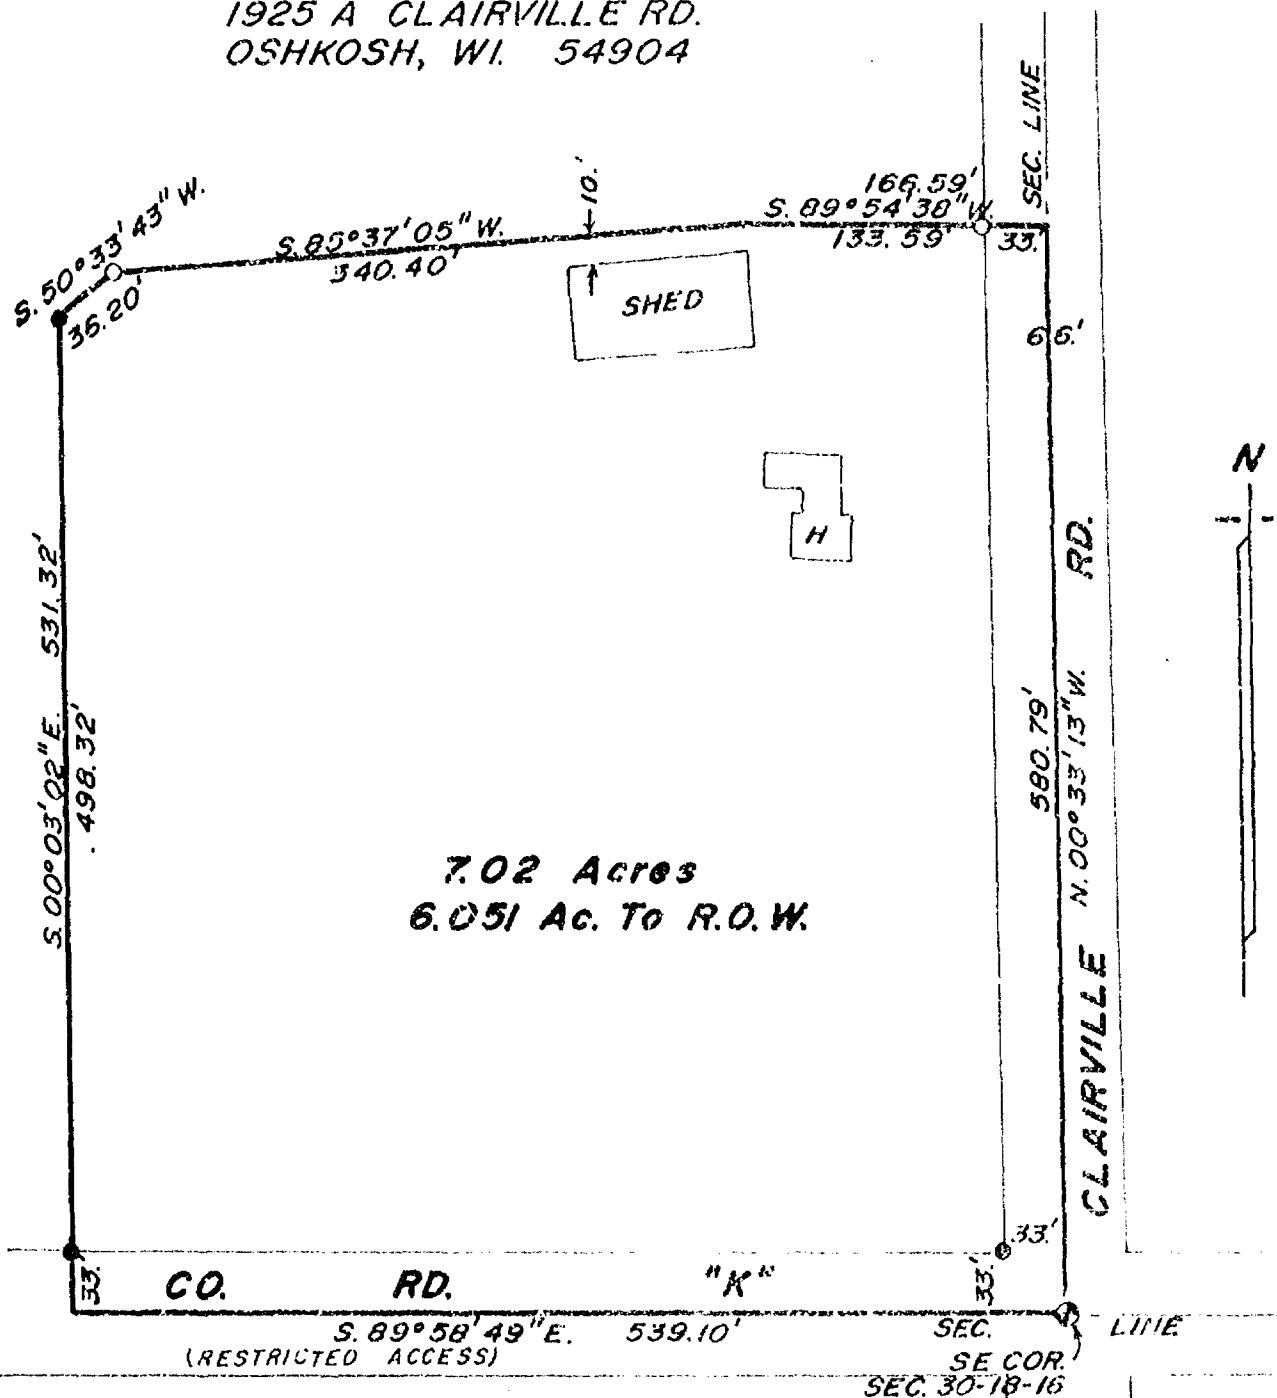 1925 A CLAIRVILLE RD.
OSHKOSH, WI. 54904
SEC. LINE
10.'
166.59'
S. 89°54'38" W.
133.59'
33.'
S. 50°33'43" W.
36.20'
S. 85°37'05" W.
340.40'
SHED
66.'
N
H
RD.
531.32'
S. 00°03'02" E.
498.32'
580.79'
N. 00°33'13" W.
7.02 Acres
6.051 Ac. To R.O.W.
CLAIRVILLE
33.'
33.'
33.'
CO. RD. "K"
S. 89°58'49" E. 539.10'
SEC. LINE
(RESTRICTED ACCESS)
SE COR.
SEC. 30-18-16